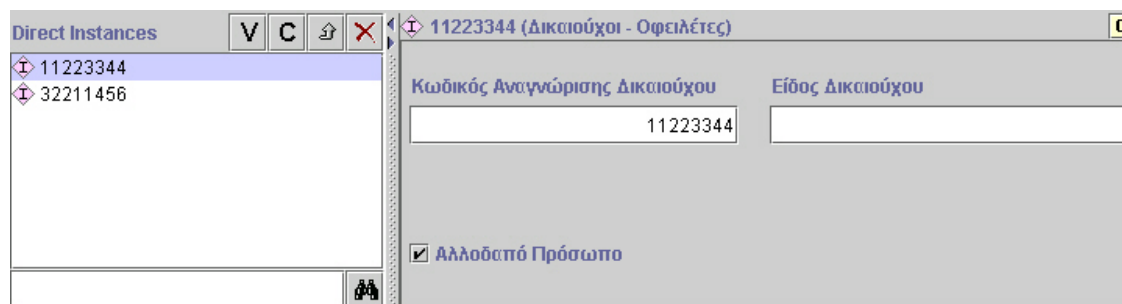 Direct Instances
V C
11223344
32211456
11223344 (Δικαιούχοι - Οφειλέτες)
Κωδικός Αναγνώρισης Δικαιούχου
Είδος Δικαιούχου
11223344
Αλλοδαπό Πρόσωπο